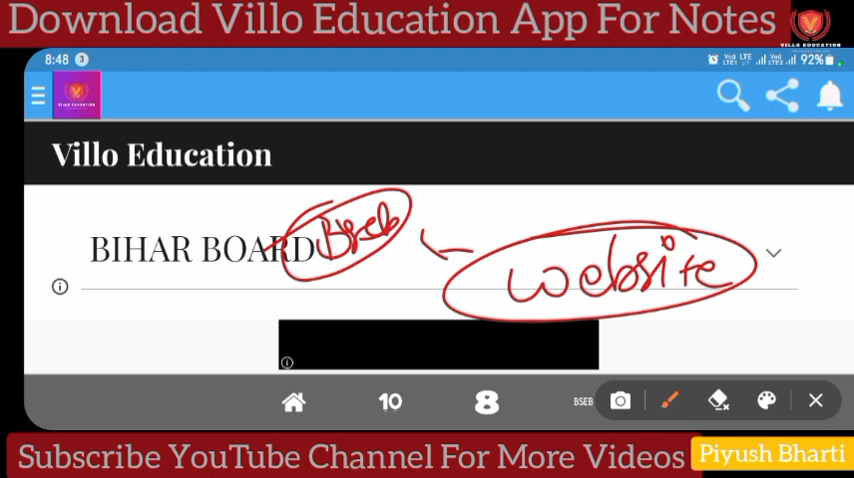 Download Villo Education App For Notes
VILLO EDUCATION
8:48 3
92%
Villo Education
BIHAR BOARD Bseb
website
10 8 BSEB
Subscribe YouTube Channel For More Videos
Piyush Bharti